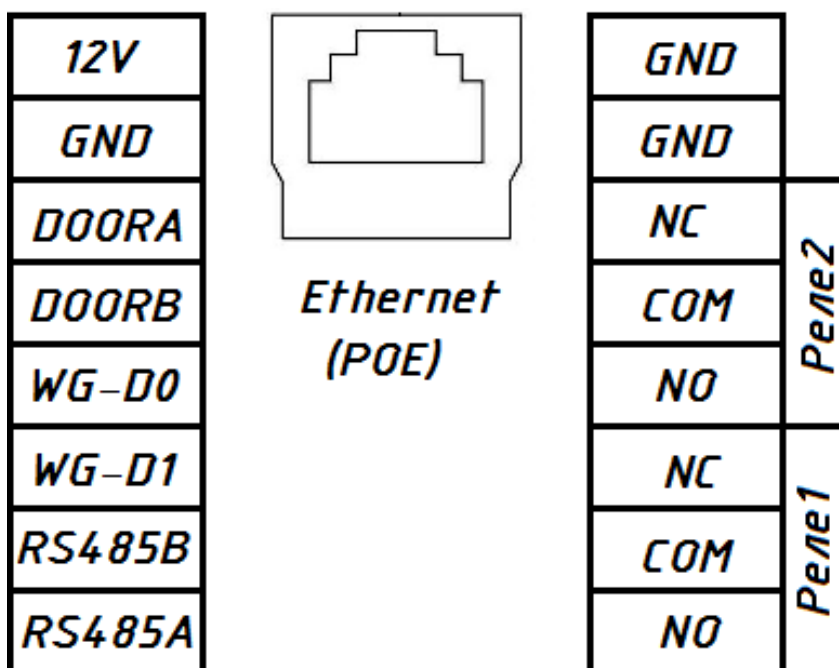 12V
GND
DOORA
DOORB
WG-D0
WG-D1
RS485B
RS485A
Ethernet
(POE)
GND
GND
NC
COM
NO
NC
COM
NO
Реле2
Реле1